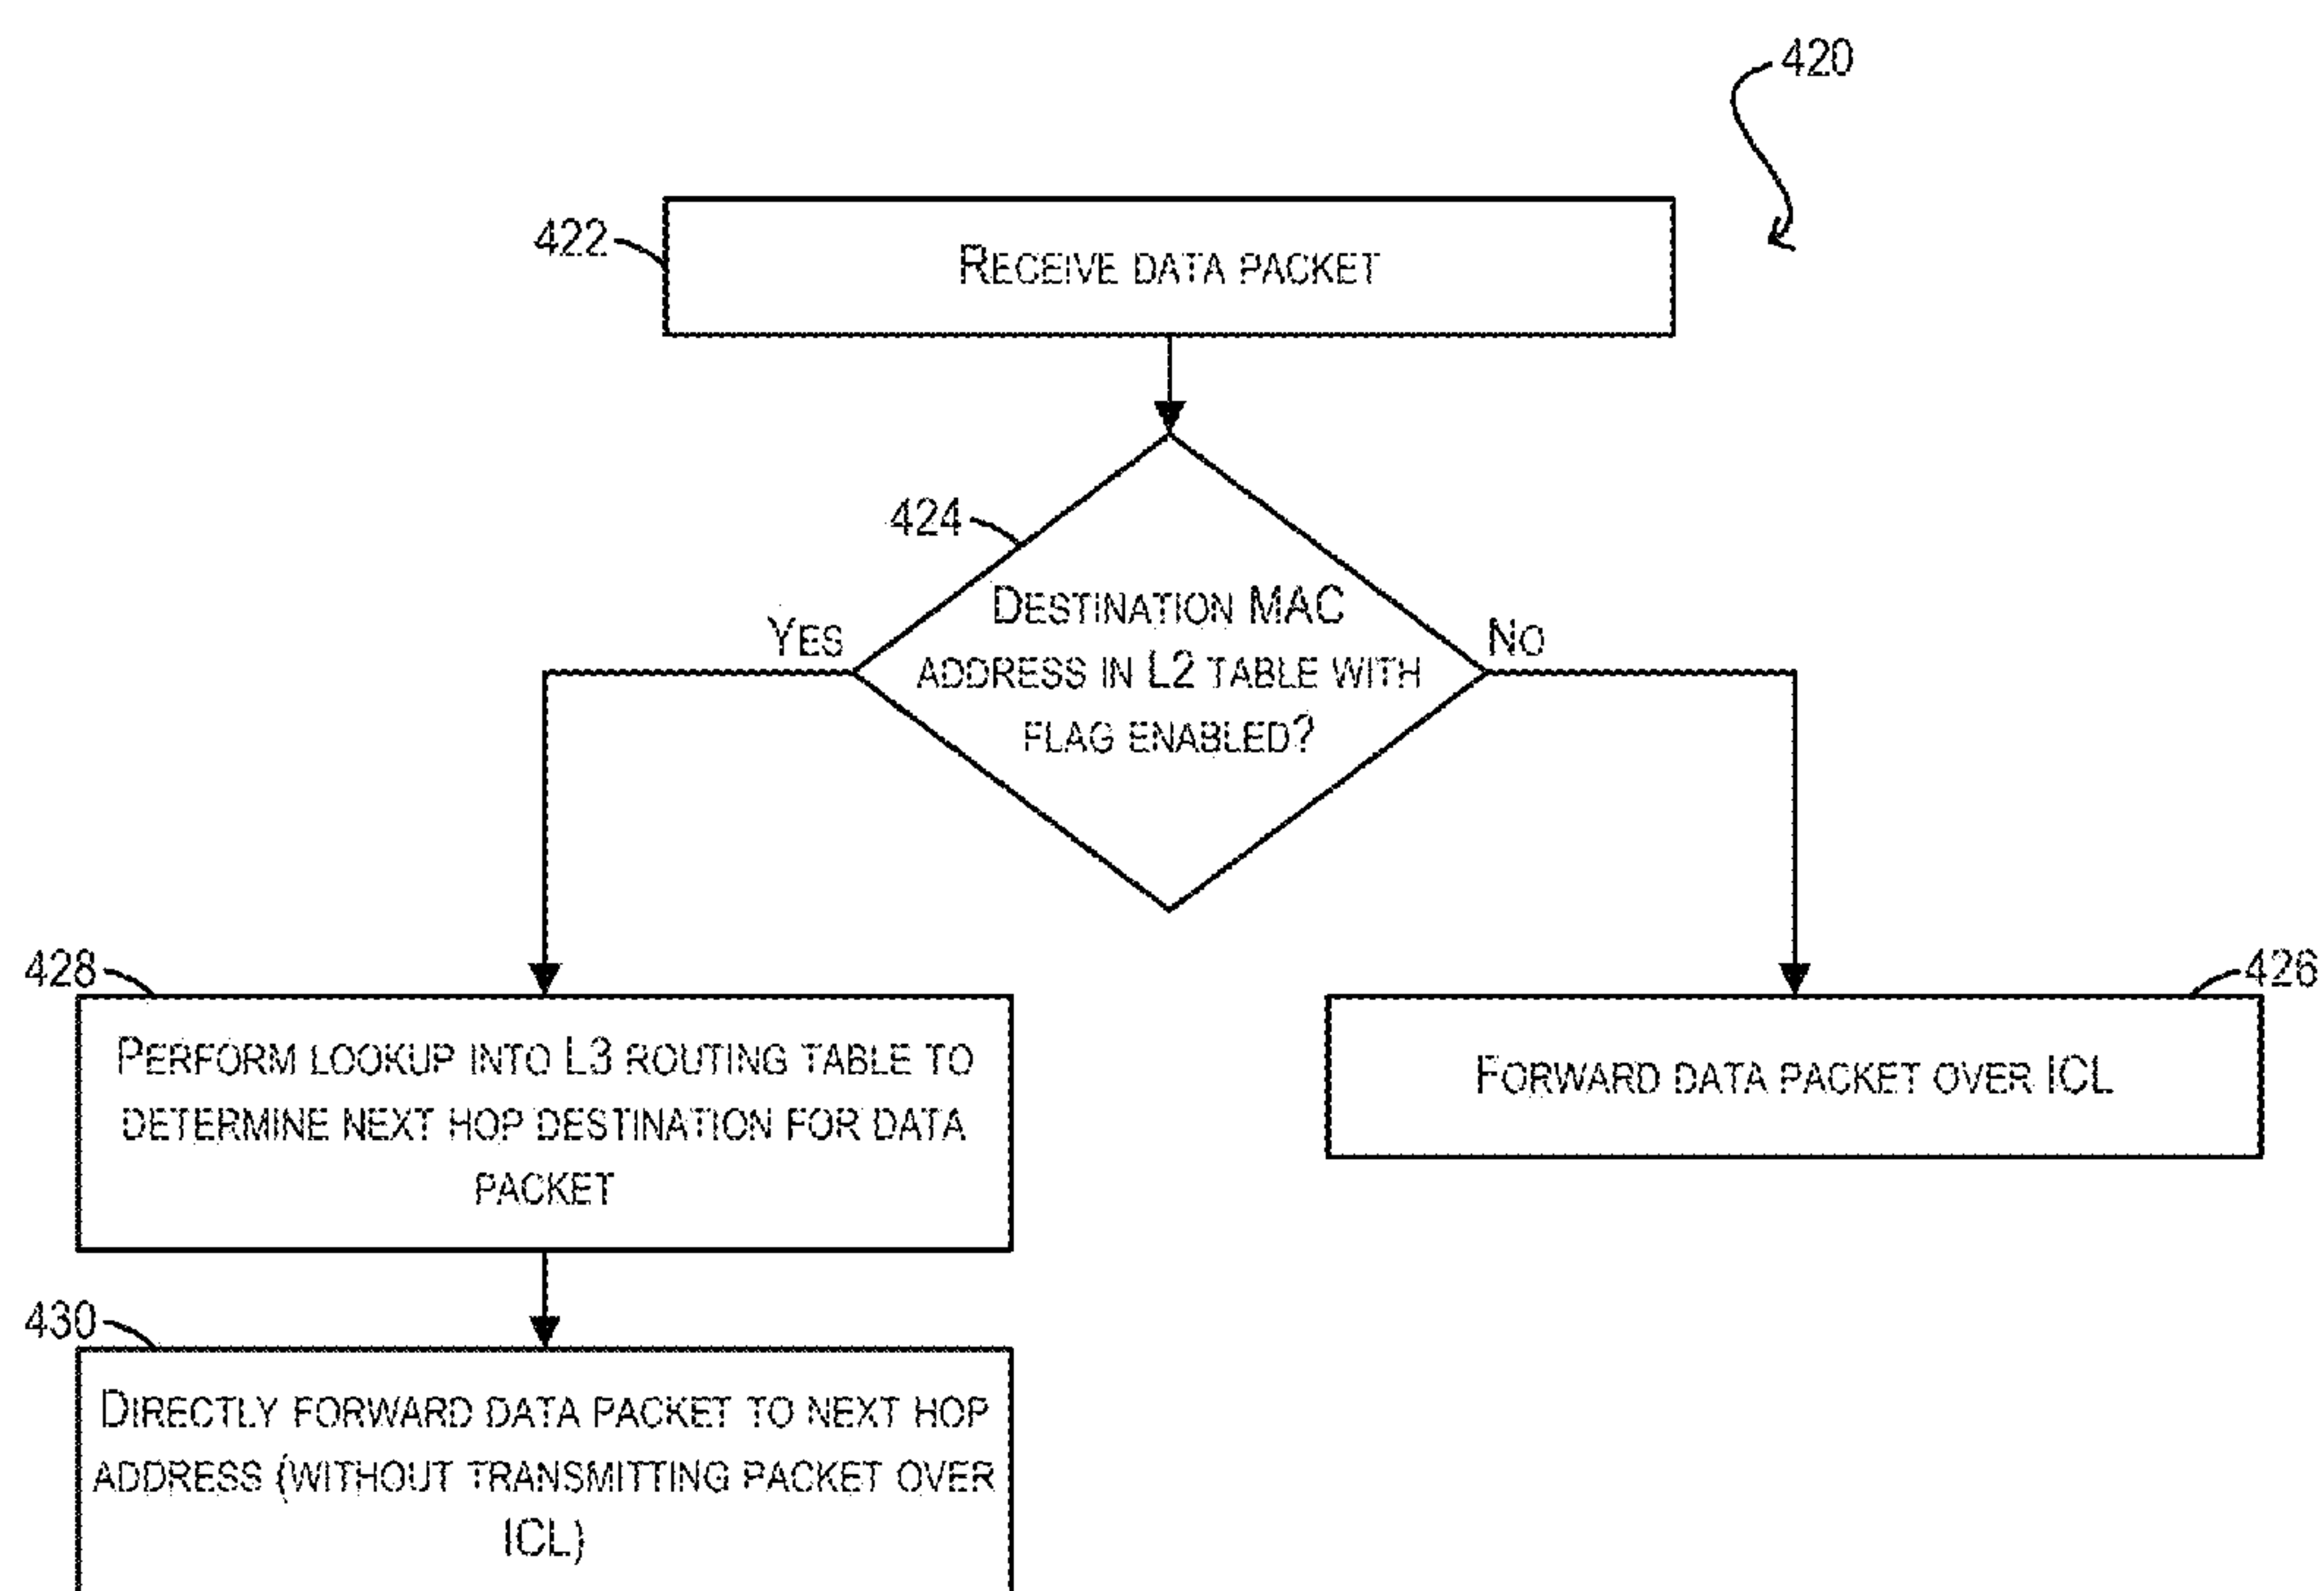 420
422
RECEIVE DATA PACKET
424
DESTINATION MAC
ADDRESS IN L2 TABLE WITH
FLAG ENABLED?
YES
NO
428
PERFORM LOOKUP INTO L3 ROUTING TABLE TO
DETERMINE NEXT HOP DESTINATION FOR DATA
PACKET
426
FORWARD DATA PACKET OVER ICL
430
DIRECTLY FORWARD DATA PACKET TO NEXT HOP
ADDRESS (WITHOUT TRANSMITTING PACKET OVER
ICL)